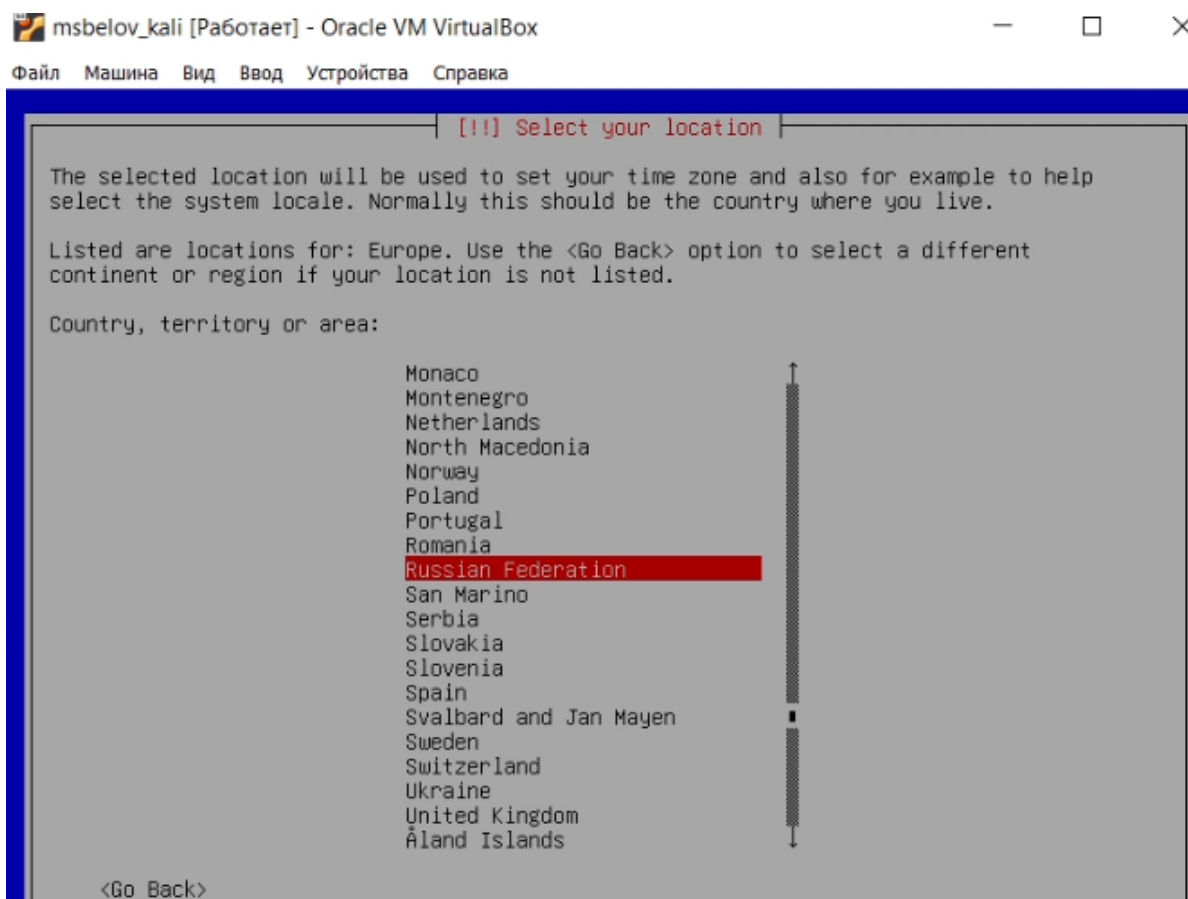 msbelov_kali [Работает] - Oracle VM VirtualBox
Файл Машина Вид Ввод Устройства Справка
[!!] Select your location
The selected location will be used to set your time zone and also for example to help
select the system locale. Normally this should be the country where you live.
Listed are locations for: Europe. Use the <Go Back> option to select a different
continent or region if your location is not listed.
Country, territory or area:
Monaco
Montenegro
Netherlands
North Macedonia
Norway
Poland
Portugal
Romania
Russian Federation
San Marino
Serbia
Slovakia
Slovenia
Spain
Svalbard and Jan Mayen
Sweden
Switzerland
Ukraine
United Kingdom
Åland Islands
<Go Back>